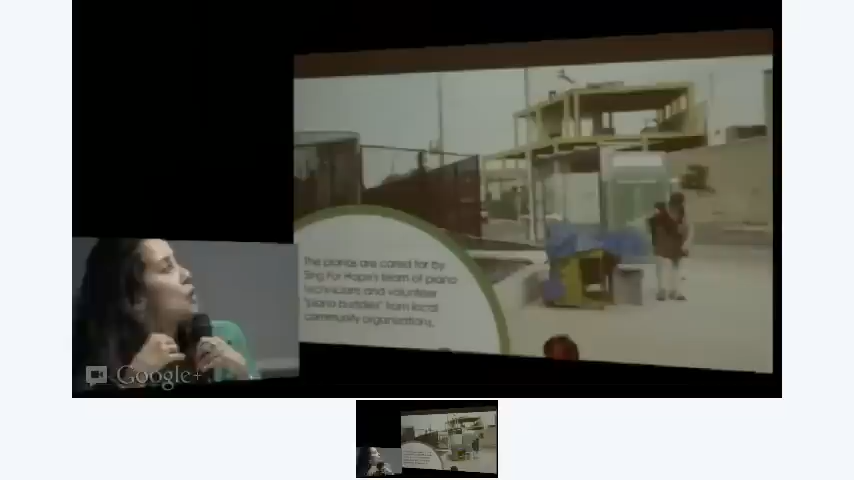 The pianos are cared for by
Sing For Hope's team of piano
technicians and volunteer
"piano buddies" from local
community organizations.
Google+